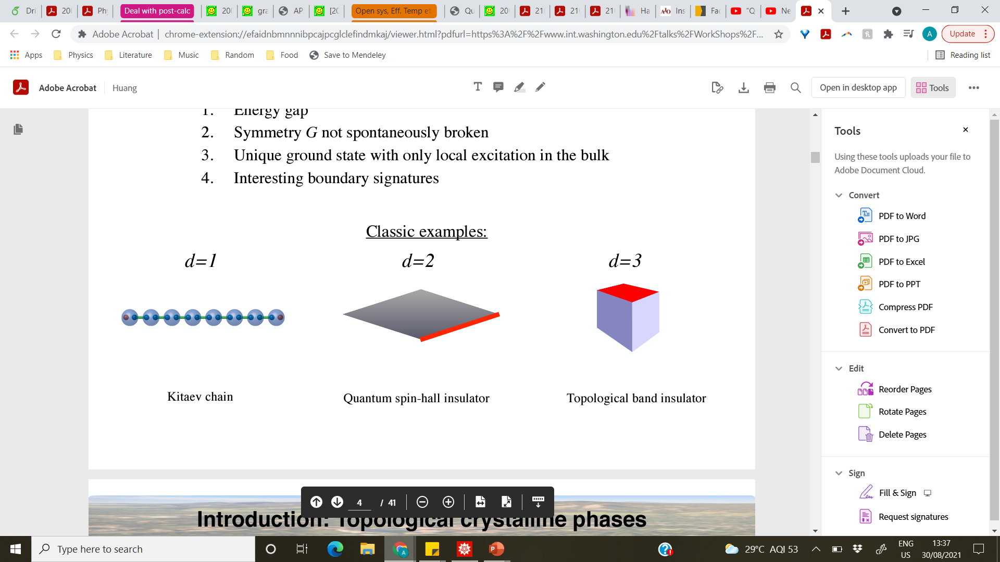 Dri
200
Phy
Deal with post-calc
200
gra
AP
[20
Open sys, Eff. Temp et
Qu
200
210
210
210
Ha
Ins
Fac
"Q
Ne
Adobe Acrobat
chrome-extension://efaidnbmnnnibpcajpcglclefindmkaj/viewer.html?pdfurl=https%3A%2F%2Fwww.int.washington.edu%2Ftalks%2FWorkShops%2F...
A
Update
Apps
Physics
Literature
Music
Random
Food
Save to Mendeley
Reading list
Adobe Acrobat
Huang
Open in desktop app
Tools
1. Energy gap
2. Symmetry G not spontaneously broken
3. Unique ground state with only local excitation in the bulk
4. Interesting boundary signatures
Classic examples:
d=1
d=2
d=3
Kitaev chain
Quantum spin-hall insulator
Topological band insulator
4 / 41
Introduction: Topological crystalline phases
Tools
Using these tools uploads your file to
Adobe Document Cloud.
Convert
PDF to Word
PDF to JPG
PDF to Excel
PDF to PPT
Compress PDF
Convert to PDF
Edit
Reorder Pages
Rotate Pages
Delete Pages
Sign
Fill & Sign
Request signatures
Type here to search
29°C AQI 53
ENG
US
13:37
30/08/2021